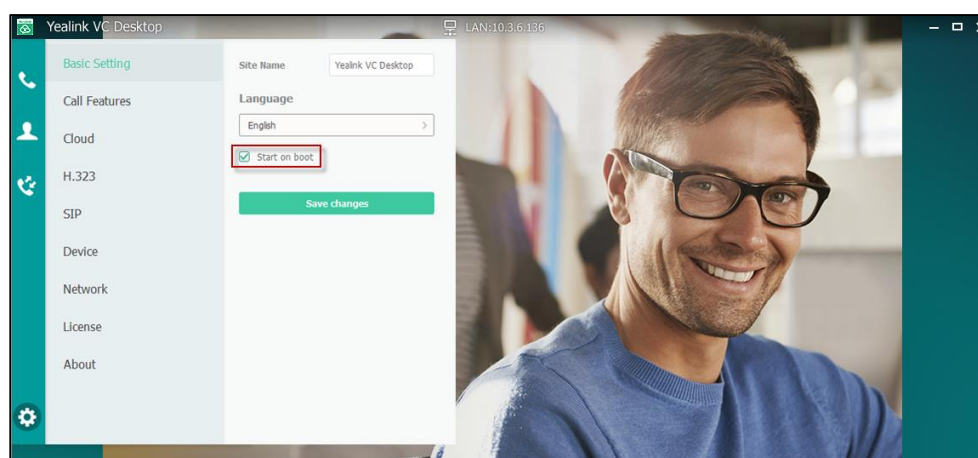 Yealink VC Desktop
LAN:10.3.6.136
Basic Setting
Call Features
Cloud
H.323
SIP
Device
Network
License
About
Site Name
Yealink VC Desktop
Language
English
Start on boot
Save changes